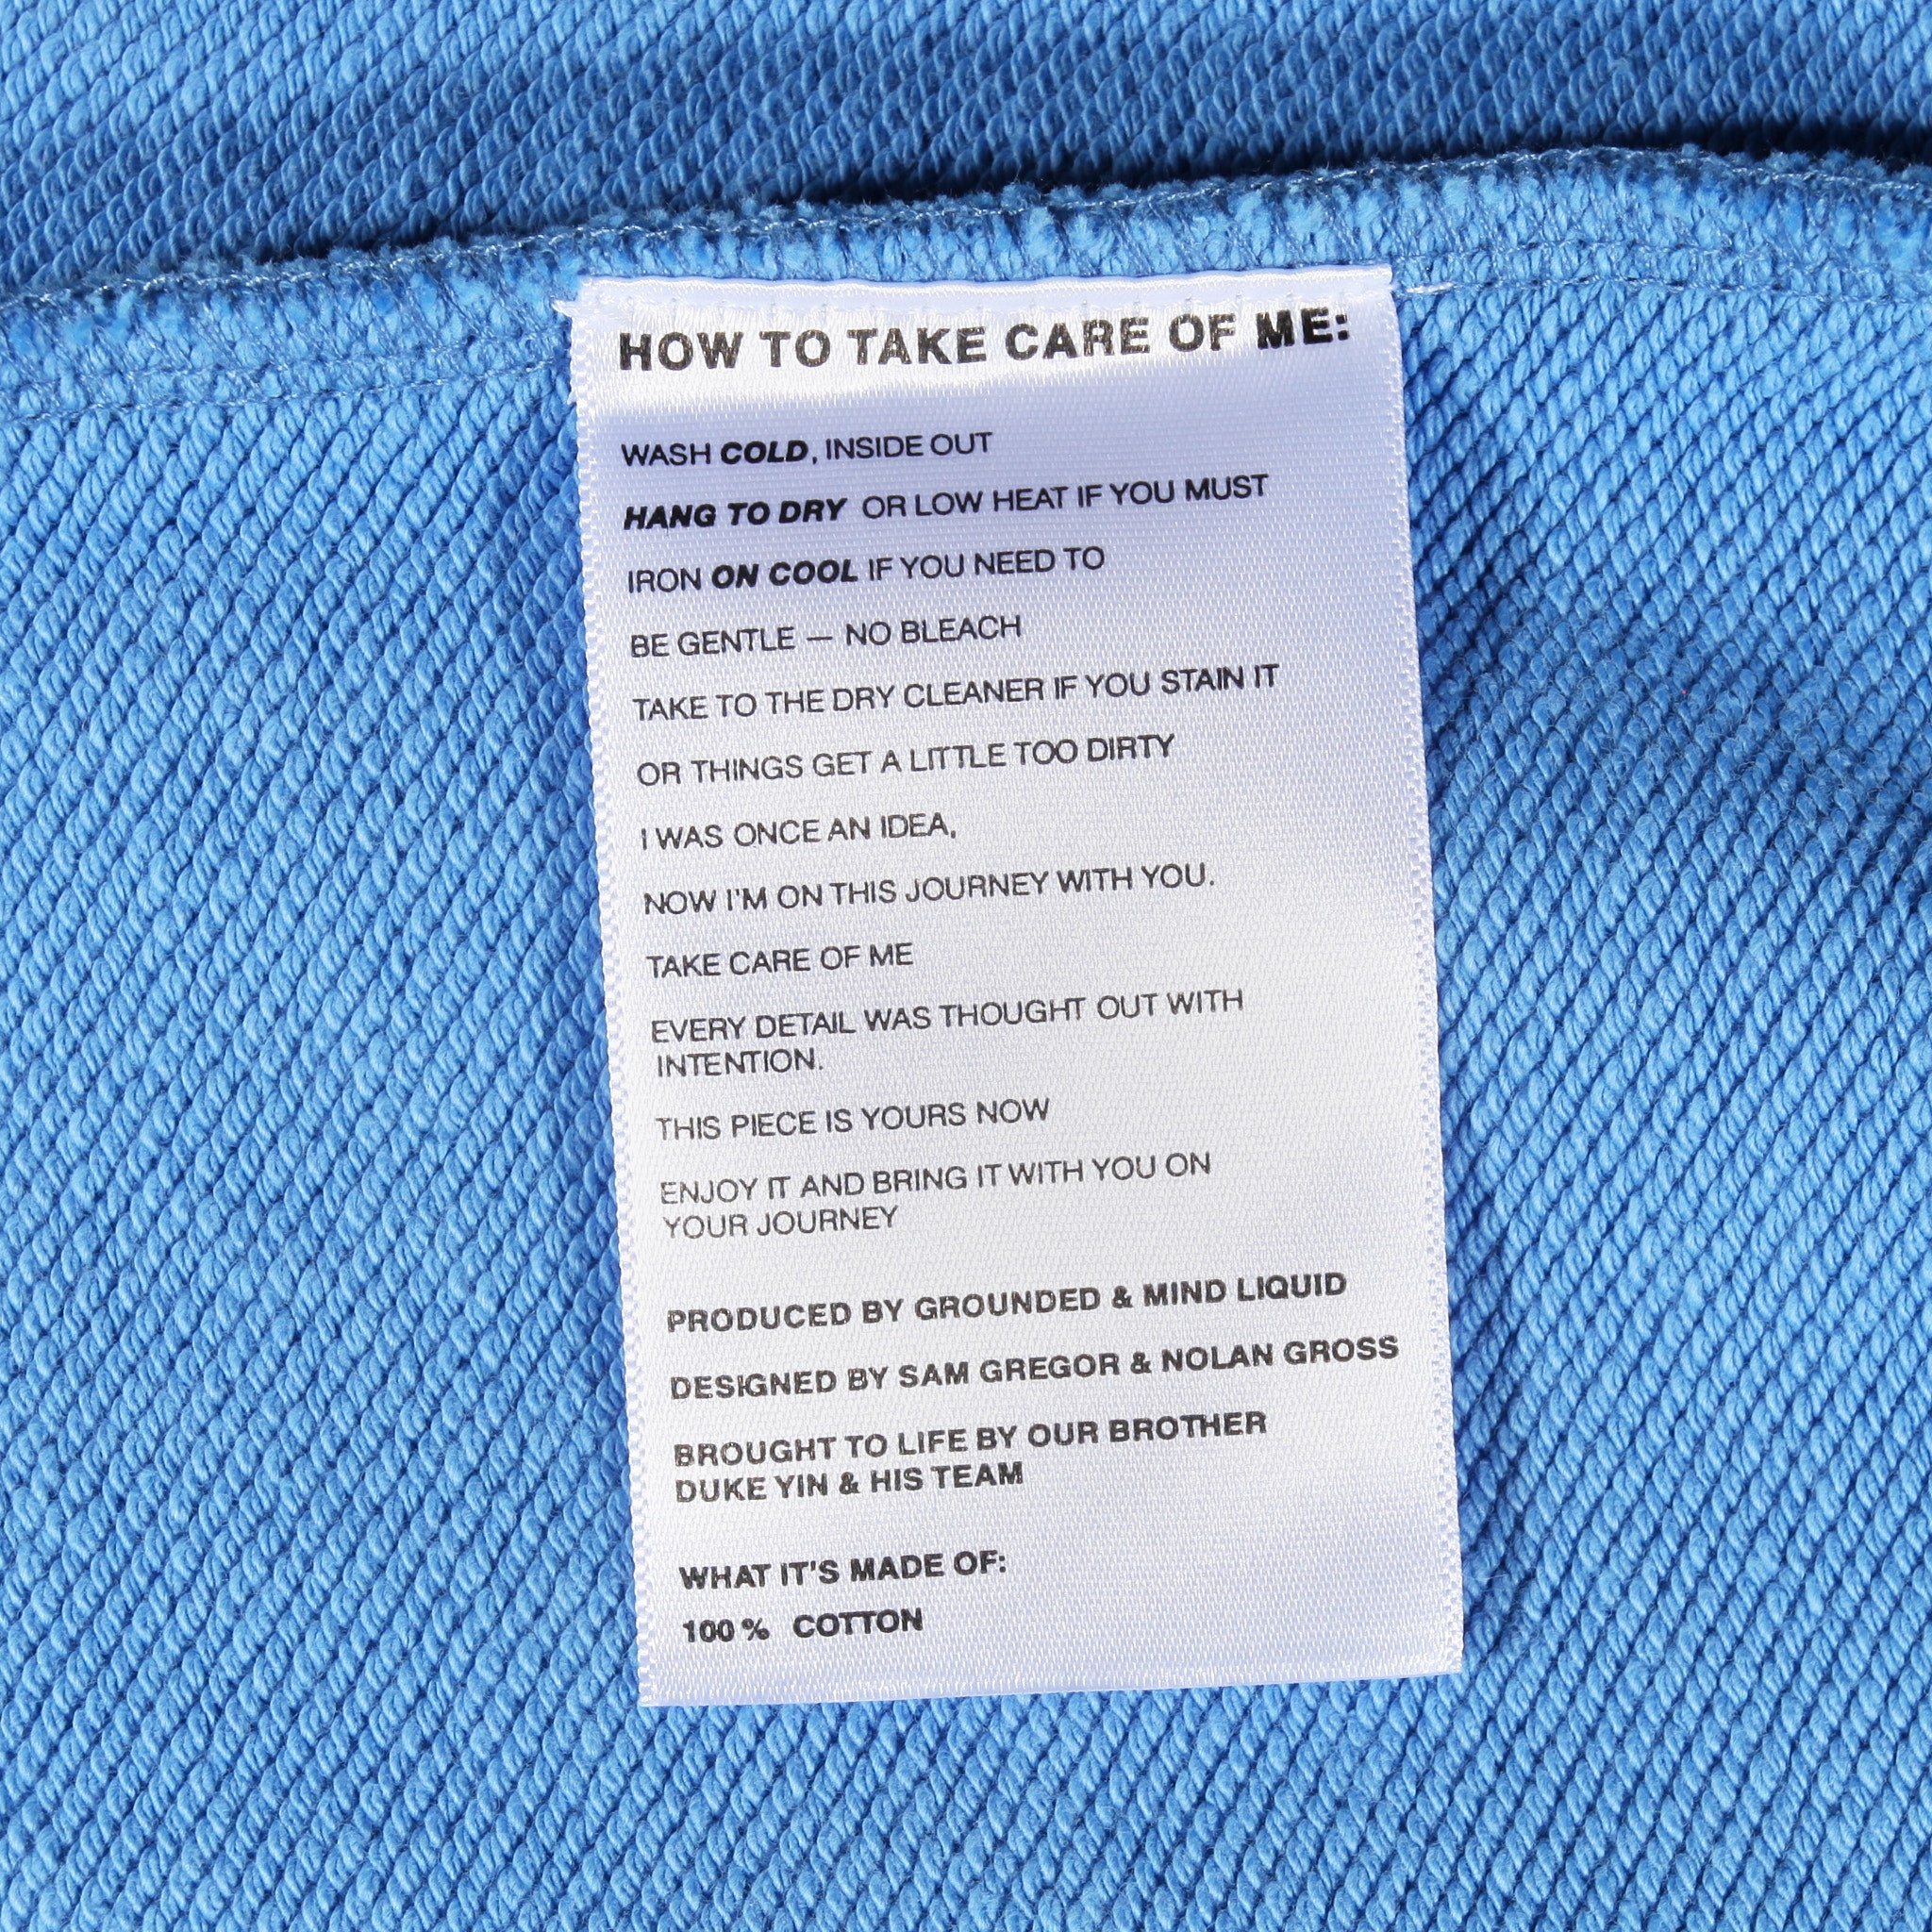 HOW TO TAKE CARE OF ME:
WASH COLD, INSIDE OUT
HANG TO DRY OR LOW HEAT IF YOU MUST
IRON ON COOL IF YOU NEED TO
BE GENTLE — NO BLEACH
TAKE TO THE DRY CLEANER IF YOU STAIN IT
OR THINGS GET A LITTLE TOO DIRTY
I WAS ONCE AN IDEA,
NOW I'M ON THIS JOURNEY WITH YOU.
TAKE CARE OF ME
EVERY DETAIL WAS THOUGHT OUT WITH
INTENTION.
THIS PIECE IS YOURS NOW
ENJOY IT AND BRING IT WITH YOU ON
YOUR JOURNEY
PRODUCED BY GROUNDED & MIND LIQUID
DESIGNED BY SAM GREGOR & NOLAN GROSS
BROUGHT TO LIFE BY OUR BROTHER
DUKE YIN & HIS TEAM
WHAT IT'S MADE OF:
100 % COTTON